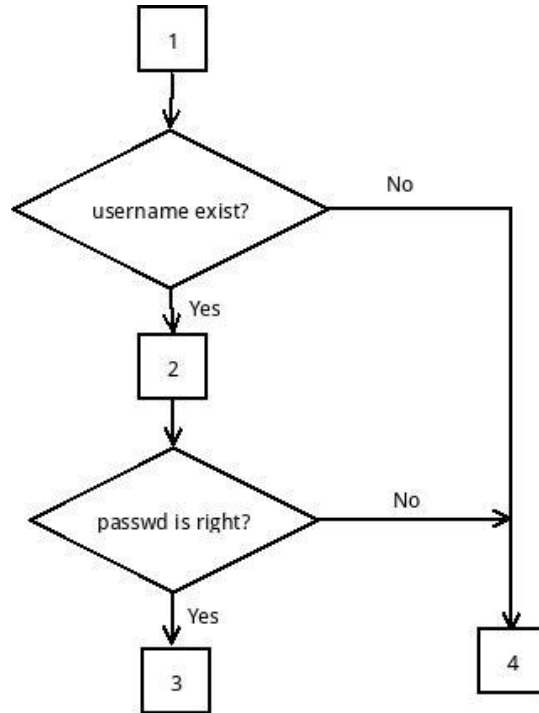 1
username exist?
No
Yes
2
passwd is right?
No
Yes
3
4